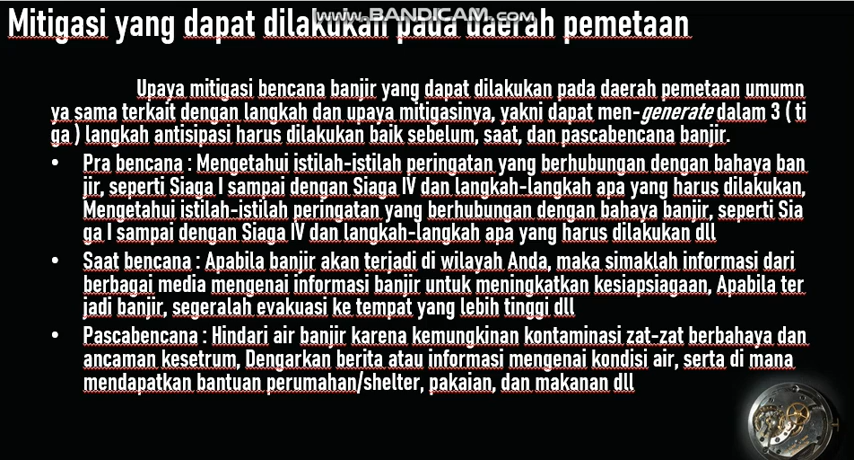 www.BANDICAM.com
Mitigasi yang dapat dilakukan pada daerah pemetaan
Upaya mitigasi bencana banjir yang dapat dilakukan pada daerah pemetaan umumn
ya sama terkait dengan langkah dan upaya mitigasinya, yakni dapat men-generate dalam 3 ( ti
ga ) langkah antisipasi harus dilakukan baik sebelum, saat, dan pascabencana banjir.
• Pra bencana : Mengetahui istilah-istilah peringatan yang berhubungan dengan bahaya ban
jir, seperti Siaga I sampai dengan Siaga IV dan langkah-langkah apa yang harus dilakukan,
Mengetahui istilah-istilah peringatan yang berhubungan dengan bahaya banjir, seperti Sia
ga I sampai dengan Siaga IV dan langkah-langkah apa yang harus dilakukan dll
• Saat bencana : Apabila banjir akan terjadi di wilayah Anda, maka simaklah informasi dari
berbagai media mengenai informasi banjir untuk meningkatkan kesiapsiagaan, Apabila ter
jadi banjir, segeralah evakuasi ke tempat yang lebih tinggi dll
• Pascabencana : Hindari air banjir karena kemungkinan kontaminasi zat-zat berbahaya dan
ancaman kesetrum, Dengarkan berita atau informasi mengenai kondisi air, serta di mana
mendapatkan bantuan perumahan/shelter, pakaian, dan makanan dll